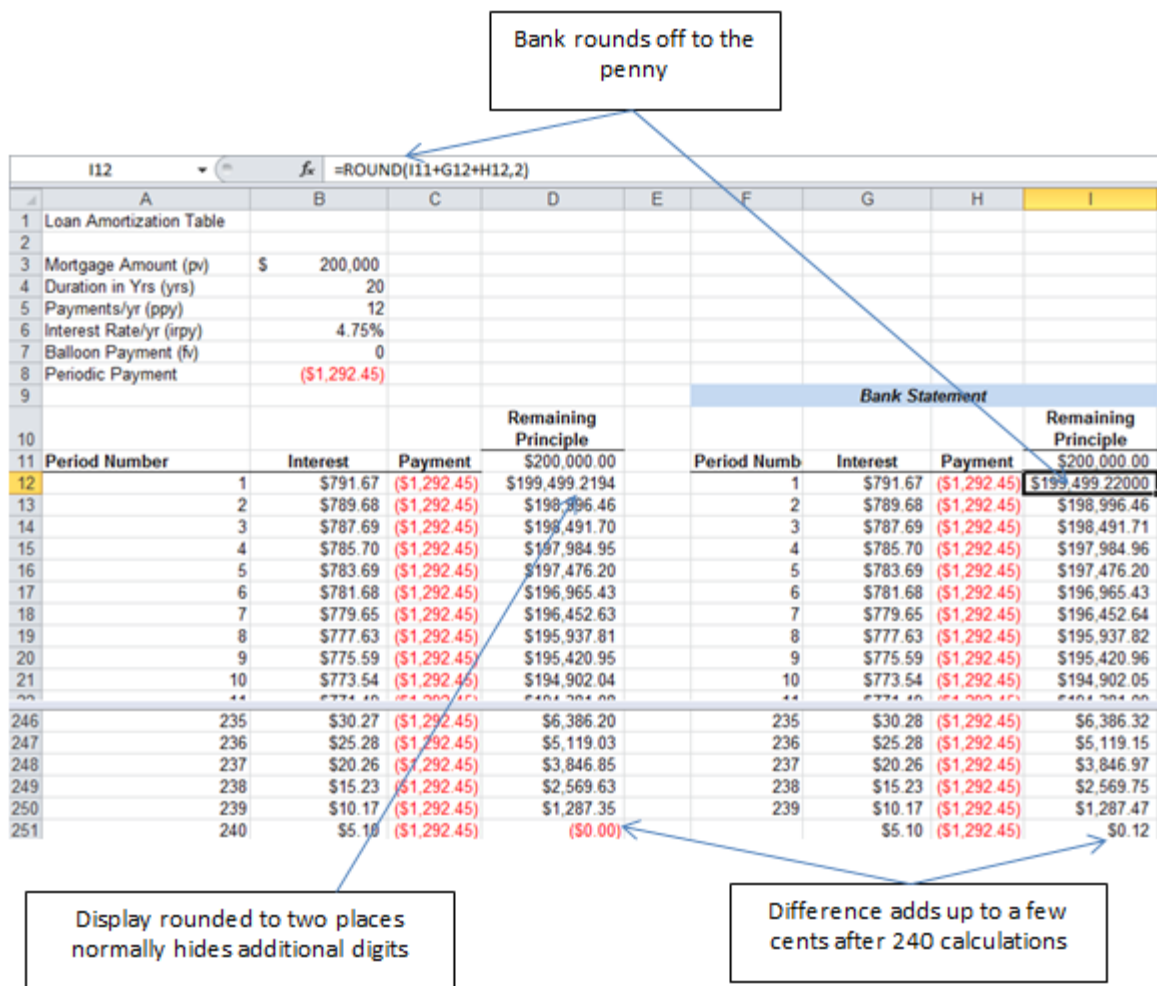 Bank rounds off to the
penny
I12 fx =ROUND(I11+G12+H12,2)
A B C D E F G H I
1 Loan Amortization Table
2
3 Mortgage Amount (pv) $ 200,000
4 Duration in Yrs (yrs) 20
5 Payments/yr (ppy) 12
6 Interest Rate/yr (irpy) 4.75%
7 Balloon Payment (fv) 0
8 Periodic Payment ($1,292.45)
9 Bank Statement
Remaining Remaining
10 Principle Principle
11 Period Number Interest Payment $200,000.00 Period Numb Interest Payment $200,000.00
12 1 $791.67 ($1,292.45) $199,499.2194 1 $791.67 ($1,292.45) $199,499.22000
13 2 $789.68 ($1,292.45) $198,996.46 2 $789.68 ($1,292.45) $198,996.46
14 3 $787.69 ($1,292.45) $198,491.70 3 $787.69 ($1,292.45) $198,491.71
15 4 $785.70 ($1,292.45) $197,984.95 4 $785.70 ($1,292.45) $197,984.96
16 5 $783.69 ($1,292.45) $197,476.20 5 $783.69 ($1,292.45) $197,476.20
17 6 $781.68 ($1,292.45) $196,965.43 6 $781.68 ($1,292.45) $196,965.43
18 7 $779.65 ($1,292.45) $196,452.63 7 $779.65 ($1,292.45) $196,452.64
19 8 $777.63 ($1,292.45) $195,937.81 8 $777.63 ($1,292.45) $195,937.82
20 9 $775.59 ($1,292.45) $195,420.95 9 $775.59 ($1,292.45) $195,420.96
21 10 $773.54 ($1,292.45) $194,902.04 10 $773.54 ($1,292.45) $194,902.05
246 235 $30.27 ($1,292.45) $6,386.20 235 $30.28 ($1,292.45) $6,386.32
247 236 $25.28 ($1,292.45) $5,119.03 236 $25.28 ($1,292.45) $5,119.15
248 237 $20.26 ($1,292.45) $3,846.85 237 $20.26 ($1,292.45) $3,846.97
249 238 $15.23 ($1,292.45) $2,569.63 238 $15.23 ($1,292.45) $2,569.75
250 239 $10.17 ($1,292.45) $1,287.35 239 $10.17 ($1,292.45) $1,287.47
251 240 $5.10 ($1,292.45) ($0.00) $5.10 ($1,292.45) $0.12
Display rounded to two places
normally hides additional digits
Difference adds up to a few
cents after 240 calculations